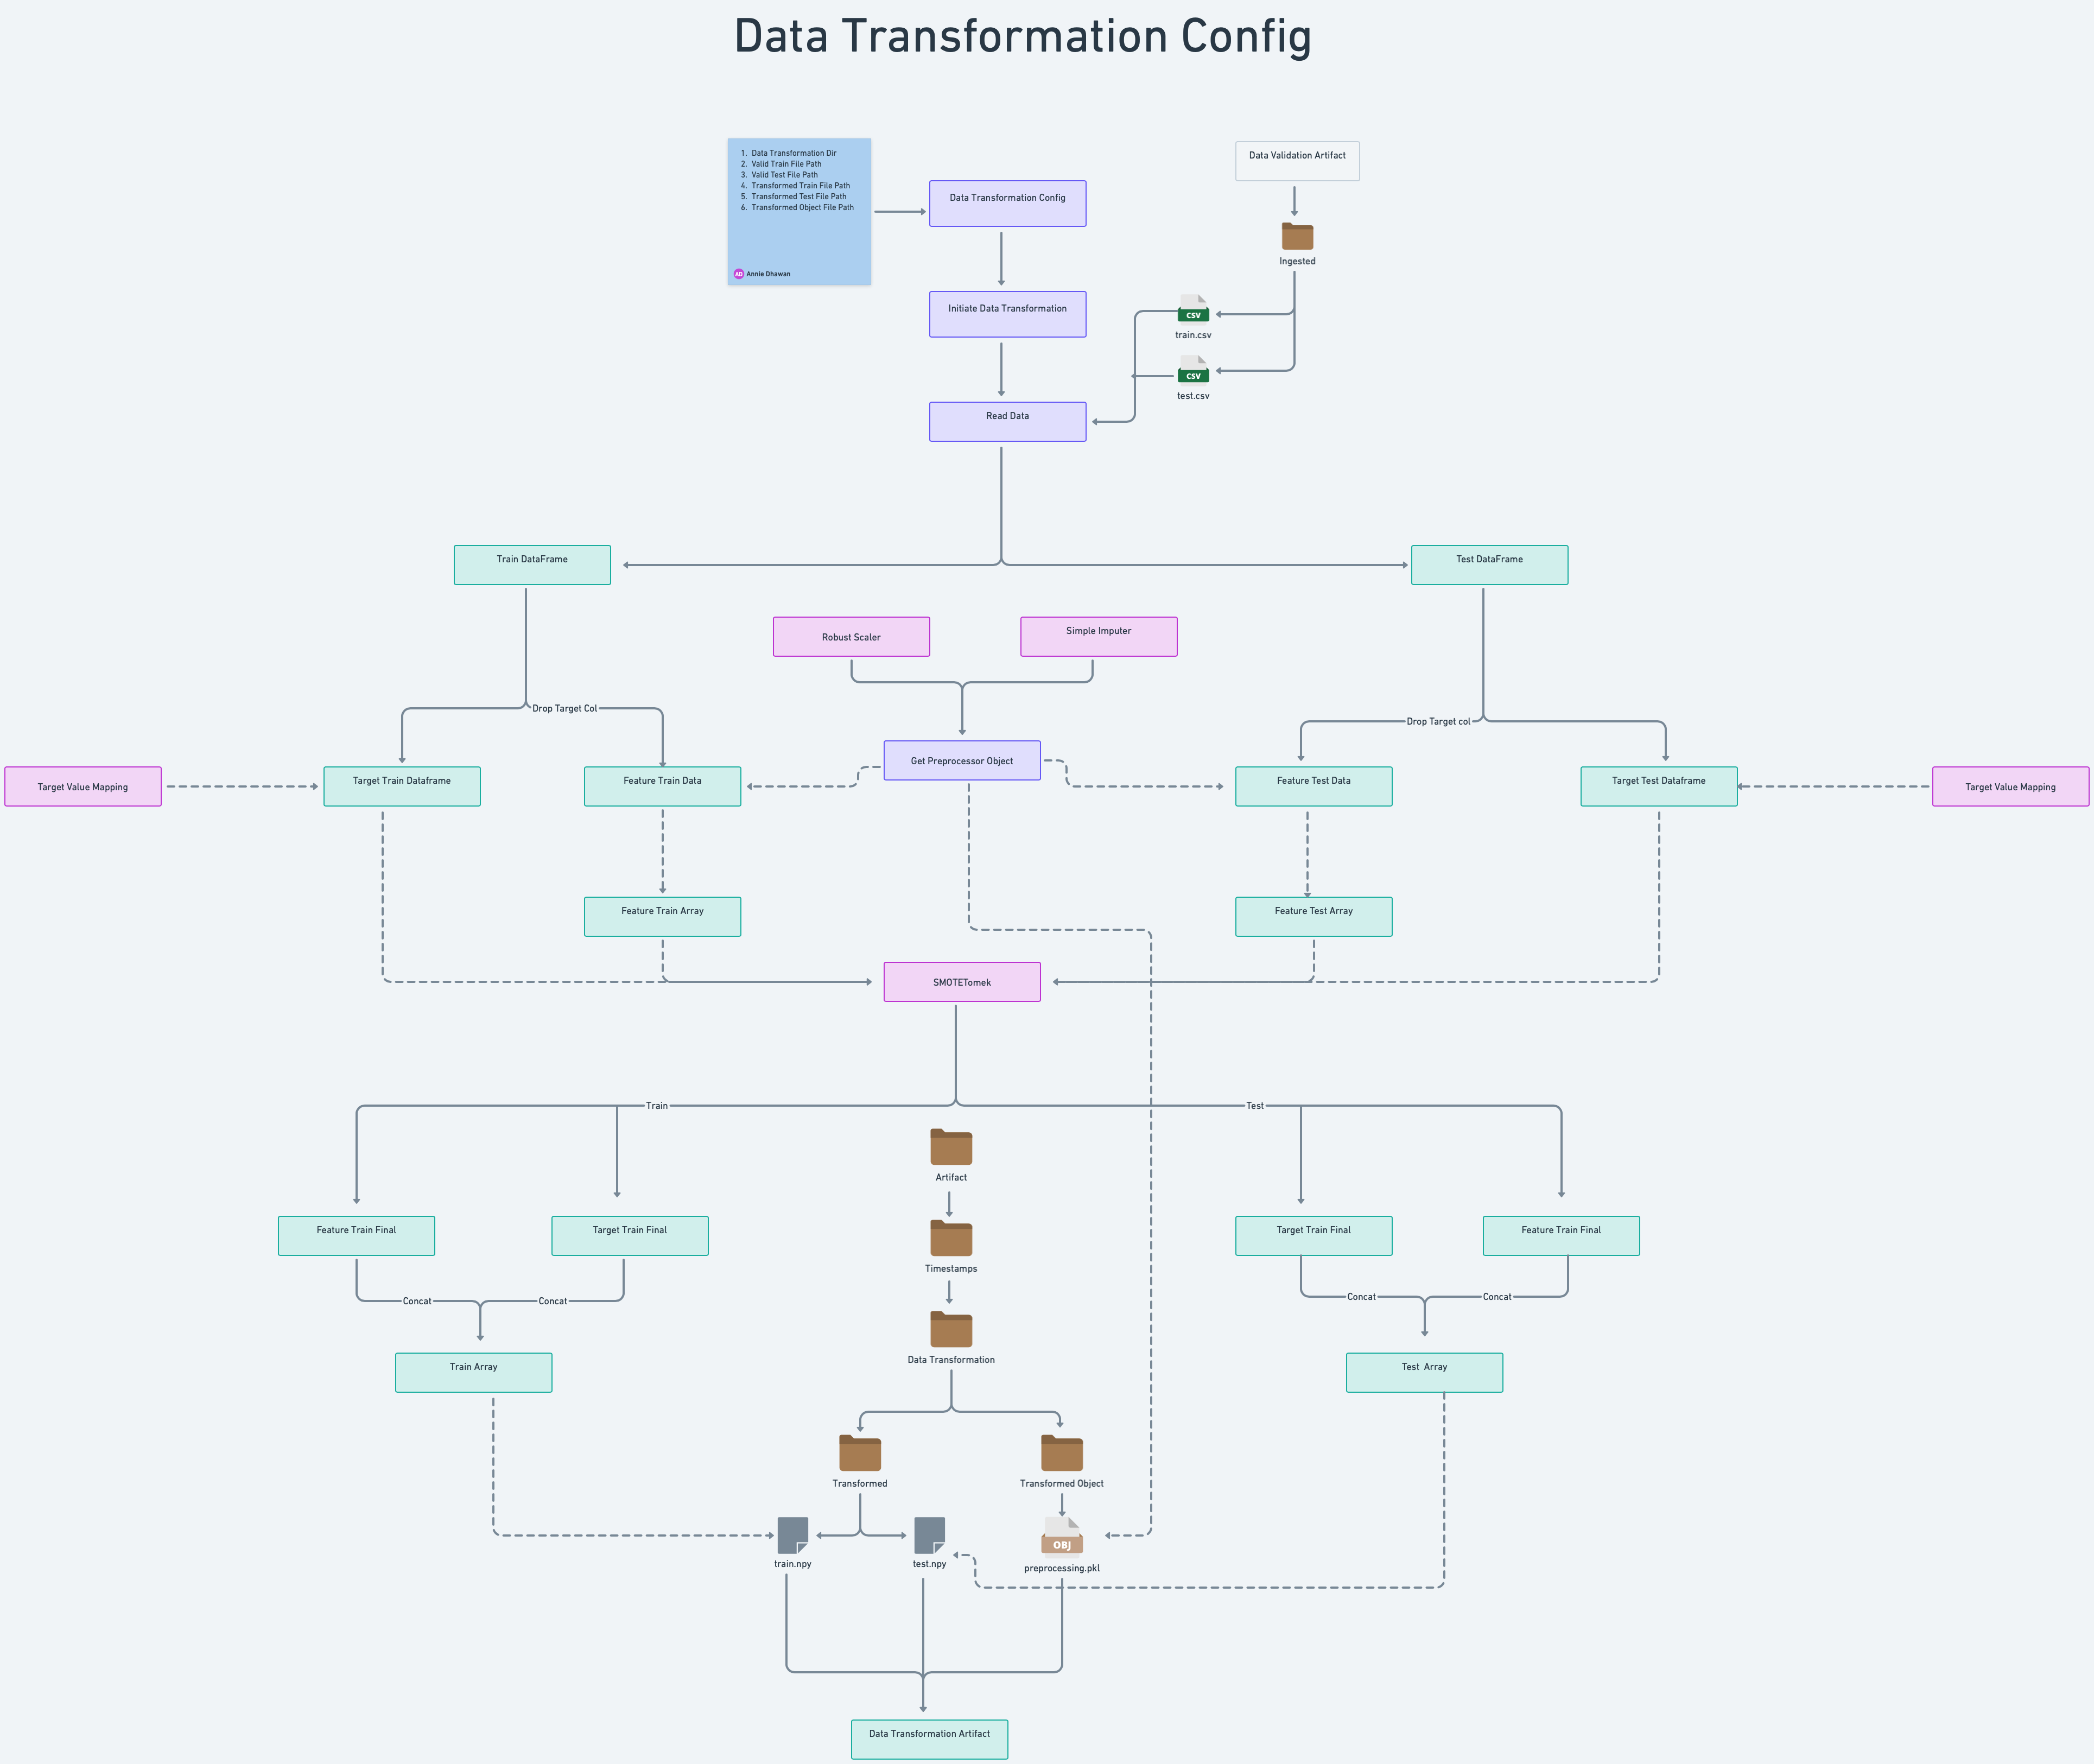 Data Transformation Config
1. Data Transformation Dir
2. Valid Train File Path
3. Valid Test File Path
4. Transformed Train File Path
5. Transformed Test File Path
6. Transformed Object File Path
AD Annie Dhawan
Data Transformation Config
Data Validation Artifact
Ingested
Initiate Data Transformation
CSV
train.csv
CSV
test.csv
Read Data
Train DataFrame
Test DataFrame
Robust Scaler
Simple Imputer
Drop Target Col
Drop Target col
Get Preprocessor Object
Target Value Mapping
Target Train Dataframe
Feature Train Data
Feature Test Data
Target Test Dataframe
Target Value Mapping
Feature Train Array
Feature Test Array
SMOTETomek
Train
Test
Artifact
Feature Train Final
Target Train Final
Target Train Final
Feature Train Final
Timestamps
Concat
Concat
Concat
Concat
Data Transformation
Train Array
Test Array
Transformed
Transformed Object
OBJ
train.npy
test.npy
preprocessing.pkl
Data Transformation Artifact